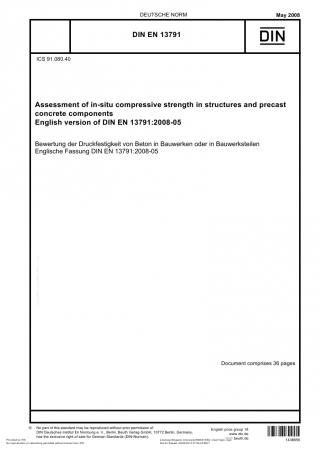 DEUTSCHE NORM
May 2008
DIN EN 13791
DIN
ICS 91.080.40
Assessment of in-situ compressive strength in structures and precast
concrete components
English version of DIN EN 13791:2008-05
Bewertung der Druckfestigkeit von Beton in Bauwerken oder in Bauwerksteilen
Englische Fassung DIN EN 13791:2008-05
Document comprises 36 pages
© No part of this standard may be reproduced without prior permission of
DIN Deutsches Institut für Normung e. V., Berlin. Beuth Verlag GmbH, 10772 Berlin, Germany,
has the exclusive right of sale for German Standards (DIN-Normen).
English price group 16
www.din.de
www.beuth.de